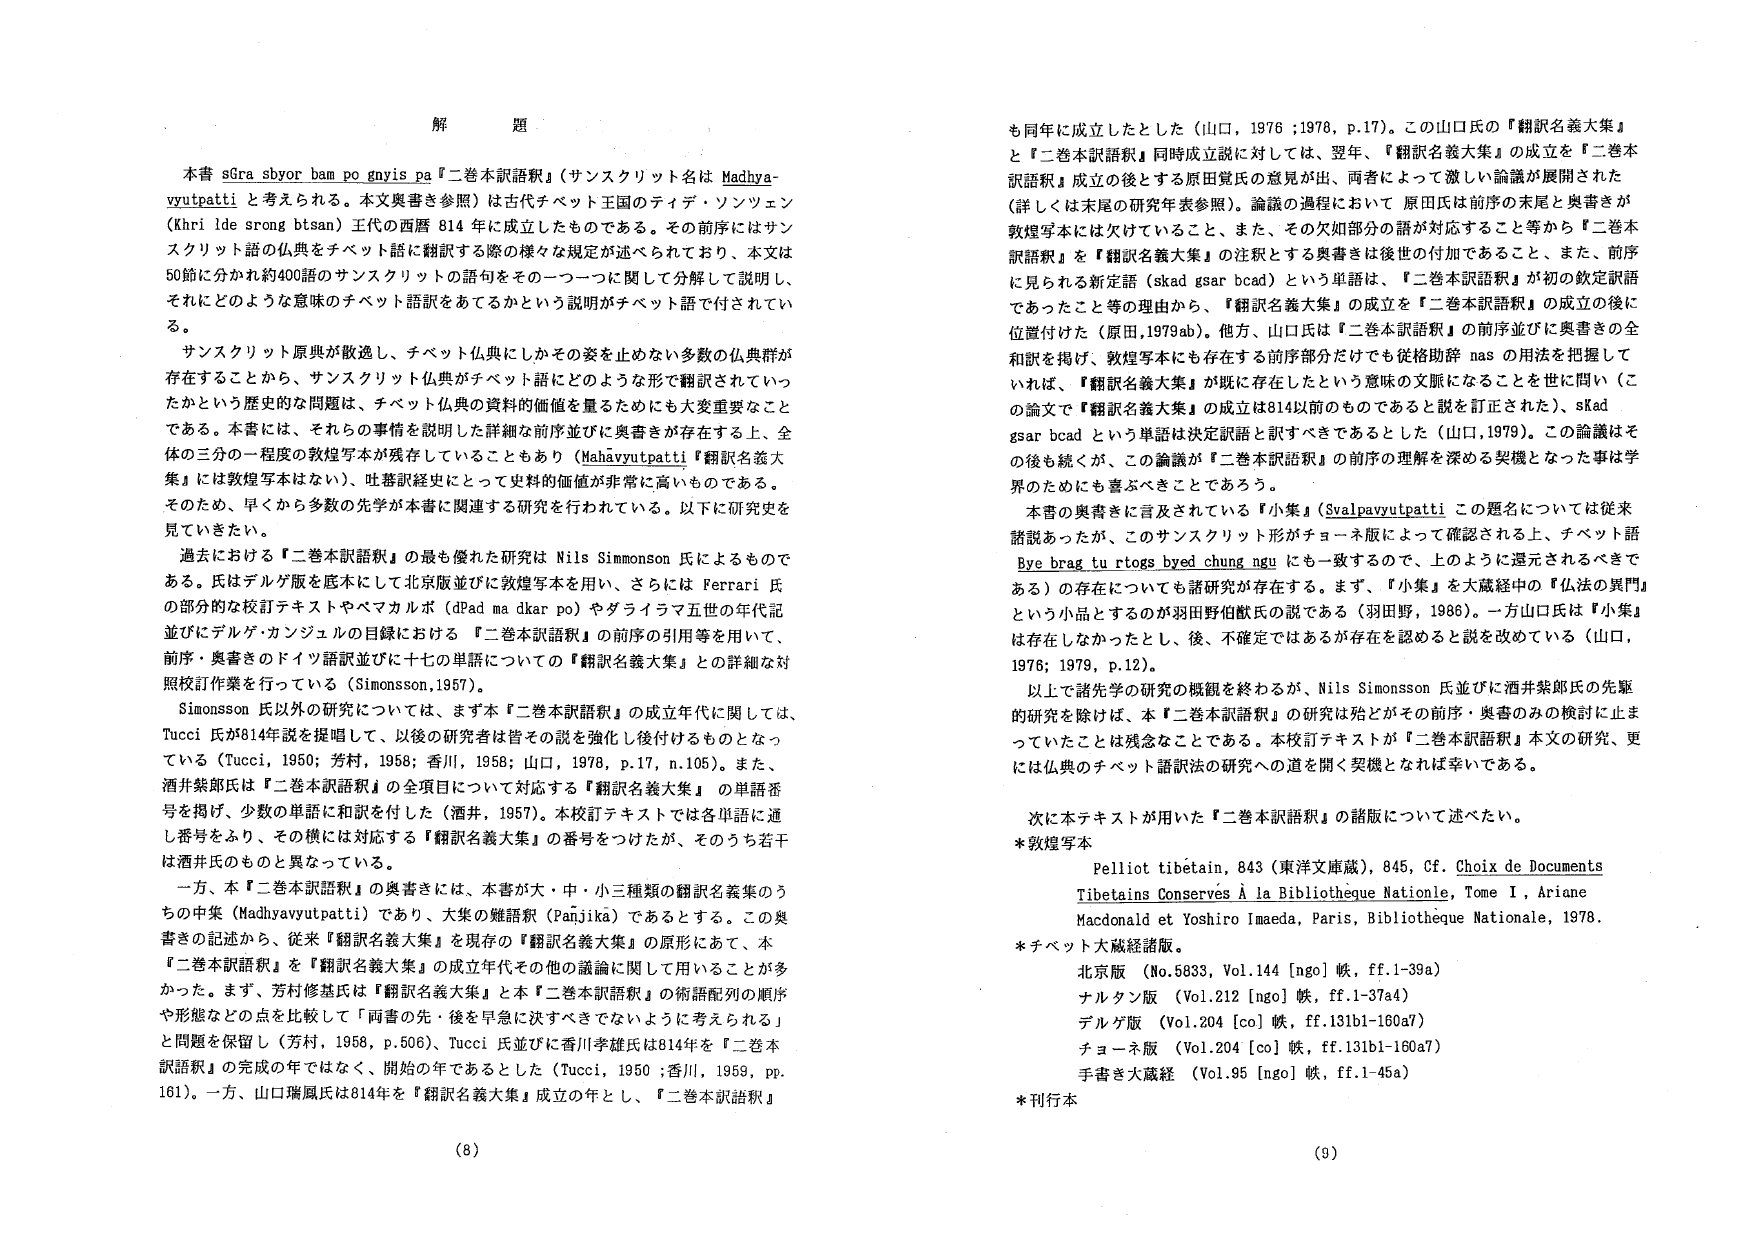 解　　題
本書 sGra sbyor bam po gnyis pa『二巻本訳語釈』(サンスクリット名は Madhya-
vyutpatti と考えられる。本文奥書き参照) は古代チベット王国のティデ・ソンツェン
(Khri lde srong btsan) 王代の西暦 814 年に成立したものである。その前序にはサン
スクリット語の仏典をチベット語に翻訳する際の様々な規定が述べられており、本文は
50節に分かれ約400語のサンスクリットの語句をその一つ一つに関して分解して説明し、
それにどのような意味のチベット語訳をあてるかという説明がチベット語で付されてい
る。
サンスクリット原典が散逸し、チベット仏典にしかその姿を止めない多数の仏典群が
存在することから、サンスクリット仏典がチベット語にどのような形で翻訳されていっ
たかという歴史的な問題は、チベット仏典の資料的価値を量るためにも大変重要なこと
である。本書には、それらの事情を説明した詳細な前序並びに奥書きが存在する上、全
体の三分の一程度の敦煌写本が残存していることもあり (Mahāvyutpatti『翻訳名義大
集』には敦煌写本はない)、吐蕃訳経史にとって史料的価値が非常に高いものである。
そのため、早くから多数の先学が本書に関連する研究を行われている。以下に研究史を
見ていきたい。
過去における『二巻本訳語釈』の最も優れた研究は Nils Simmonson 氏によるもので
ある。氏はデルゲ版を底本にして北京版並びに敦煌写本を用い、さらには Ferrari 氏
の部分的な校訂テキストやペマカルポ (dPad ma dkar po) やダライラマ五世の年代記
並びにデルゲ・カンジュルの目録における 『二巻本訳語釈』の前序の引用等を用いて、
前序・奥書きのドイツ語訳並びに十七の単語についての『翻訳名義大集』との詳細な対
照校訂作業を行っている (Simonsson,1957)。
Simonsson 氏以外の研究については、まず本『二巻本訳語釈』の成立年代に関しては、
Tucci 氏が814年説を提唱して、以後の研究者は皆その説を強化し後付けるものとなっ
ている (Tucci, 1950; 芳村, 1958; 香川, 1958; 山口, 1978, p.17, n.105)。また、
酒井紫郎氏は『二巻本訳語釈』の全項目について対応する『翻訳名義大集』 の単語番
号を掲げ、少数の単語に和訳を付した (酒井, 1957)。本校訂テキストでは各単語に通
し番号をふり、その横には対応する『翻訳名義大集』の番号をつけたが、そのうち若干
は酒井氏のものと異なっている。
一方、本『二巻本訳語釈』の奥書きには、本書が大・中・小三種類の翻訳名義集のう
ちの中集 (Madhyavyutpatti) であり、大集の難語釈 (Pañjikā) であるとする。この奥
書きの記述から、従来『翻訳名義大集』を現存の『翻訳名義大集』の原形にあて、本
『二巻本訳語釈』を『翻訳名義大集』の成立年代その他の議論に関して用いることが多
かった。まず、芳村修基氏は『翻訳名義大集』と本『二巻本訳語釈』の術語配列の順序
や形態などの点を比較して「両書の先・後を早急に決すべきでないように考えられる」
と問題を保留し (芳村, 1958, p.506)、Tucci 氏並びに香川孝雄氏は814年を『二巻本
訳語釈』の完成の年ではなく、開始の年であるとした (Tucci, 1950 ;香川, 1959, pp.
161)。一方、山口瑞鳳氏は814年を『翻訳名義大集』成立の年とし、『二巻本訳語釈』
(8)
も同年に成立したとした (山口, 1976 ;1978, p.17)。この山口氏の『翻訳名義大集』
と『二巻本訳語釈』同時成立説に対しては、翌年、『翻訳名義大集』の成立を『二巻本
訳語釈』成立の後とする原田覚氏の意見が出、両者によって激しい論議が展開された
(詳しくは末尾の研究年表参照)。論議の過程において 原田氏は前序の末尾と奥書きが
敦煌写本には欠けていること、また、その欠如部分の語が対応すること等から『二巻本
訳語釈』を『翻訳名義大集』の注釈とする奥書きは後世の付加であること、また、前序
に見られる新定語 (skad gsar bcad) という単語は、『二巻本訳語釈』が初の欽定訳語
であったこと等の理由から、『翻訳名義大集』の成立を『二巻本訳語釈』の成立の後に
位置付けた (原田,1979ab)。他方、山口氏は『二巻本訳語釈』の前序並びに奥書きの全
和訳を掲げ、敦煌写本にも存在する前序部分だけでも従格助辞 nas の用法を把握して
いれば、『翻訳名義大集』が既に存在したという意味の文脈になることを世に問い (こ
の論文で『翻訳名義大集』の成立は814以前のものであると説を訂正された)、sKad
gsar bcad という単語は決定訳語と訳すべきであるとした (山口,1979)。この論議はそ
の後も続くが、この論議が『二巻本訳語釈』の前序の理解を深める契機となった事は学
界のためにも喜ぶべきことであろう。
本書の奥書きに言及されている『小集』(Svalpavyutpatti この題名については従来
諸説あったが、このサンスクリット形がチョーネ版によって確認される上、チベット語
Bye brag tu rtogs byed chung ngu にも一致するので、上のように還元されるべきで
ある) の存在についても諸研究が存在する。まず、『小集』を大蔵経中の『仏法の異門』
という小品とするのが羽田野伯猷氏の説である (羽田野, 1986)。一方山口氏は『小集』
は存在しなかったとし、後、不確定ではあるが存在を認めると説を改めている (山口,
1976; 1979, p.12)。
以上で諸先学の研究の概観を終わるが、Nils Simonsson 氏並びに酒井紫郎氏の先駆
的研究を除けば、本『二巻本訳語釈』の研究は殆どがその前序・奥書のみの検討に止ま
っていたことは残念なことである。本校訂テキストが『二巻本訳語釈』本文の研究、更
には仏典のチベット語訳法の研究への道を開く契機となれば幸いである。
次に本テキストが用いた『二巻本訳語釈』の諸版について述べたい。
＊敦煌写本
Pelliot tibétain, 843 (東洋文庫蔵), 845, Cf. Choix de Documents
Tibetains Conservés À la Bibliothèque Nationle, Tome I, Ariane
Macdonald et Yoshiro Imaeda, Paris, Bibliothèque Nationale, 1978.
＊チベット大蔵経諸版。
北京版 (No.5833, Vol.144 [ngo] 帙, ff.1-39a)
ナルタン版 (Vol.212 [ngo] 帙, ff.1-37a4)
デルゲ版 (Vol.204 [co] 帙, ff.131b1-160a7)
チョーネ版 (Vol.204 [co] 帙, ff.131b1-160a7)
手書き大蔵経 (Vol.95 [ngo] 帙, ff.1-45a)
＊刊行本
(9)